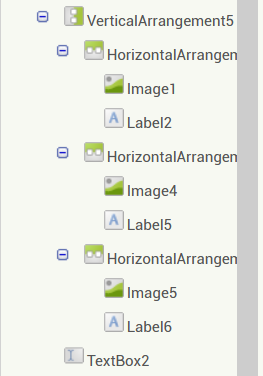 VerticalArrangement5
HorizontalArrangen
Image1
A Label2
HorizontalArrangen
Image4
A Label5
HorizontalArrangen
Image5
A Label6
TextBox2